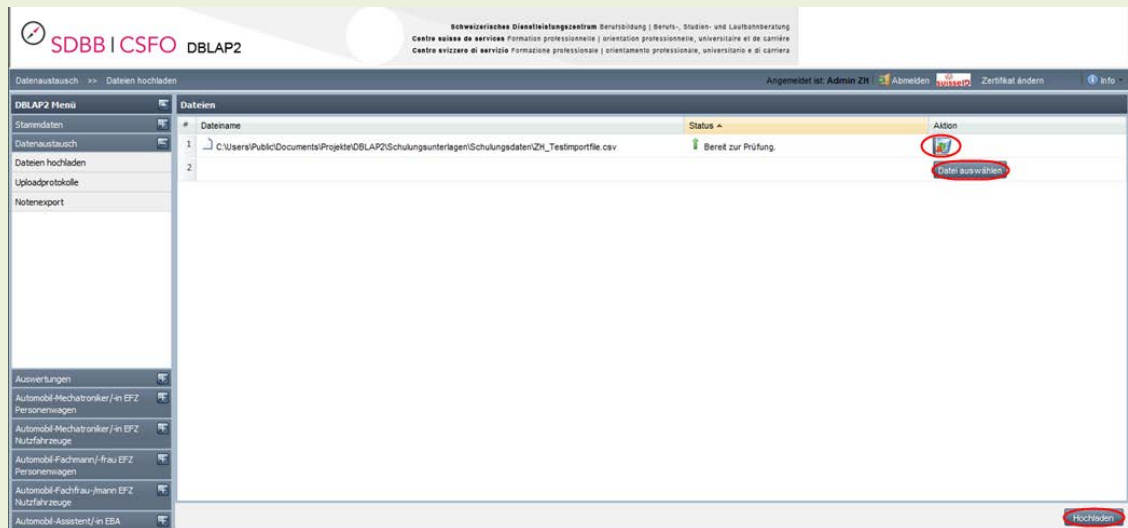 SDBB | CSFO DBLAP2
Schweizerisches Dienstleistungszentrum Berufsbildung | Berufs-, Studien- und Laufbahnberatung
Centre suisse de services Formation professionnelle | orientation professionnelle, universitaire et de carrière
Centro svizzero di servizio Formazione professionale | orientamento professionale, universitario e di carriera
Datenaustausch >> Dateien hochladen
Angemeldet ist: Admin ZH Abmelden SuisseID Zertifikat ändern Info
DBLAP2 Menü
Stammdaten
Datenaustausch
Dateien hochladen
Uploadprotokolle
Notenexport
Auswertungen
Automobil-Mechatroniker/-in EFZ
Personenwagen
Automobil-Mechatroniker/-in EFZ
Nutzfahrzeuge
Automobil-Fachmann/-frau EFZ
Personenwagen
Automobil-Fachfrau-/mann EFZ
Nutzfahrzeuge
Automobil-Assistent/-in EBA
Dateien
# Dateiname Status Aktion
1 C:\Users\Public\Documents\Projekte\DBLAP2\Schulungsunterlagen\Schulungsdaten\ZH_Testimportfile.csv Bereit zur Prüfung.
2 Datei auswählen
Hochladen